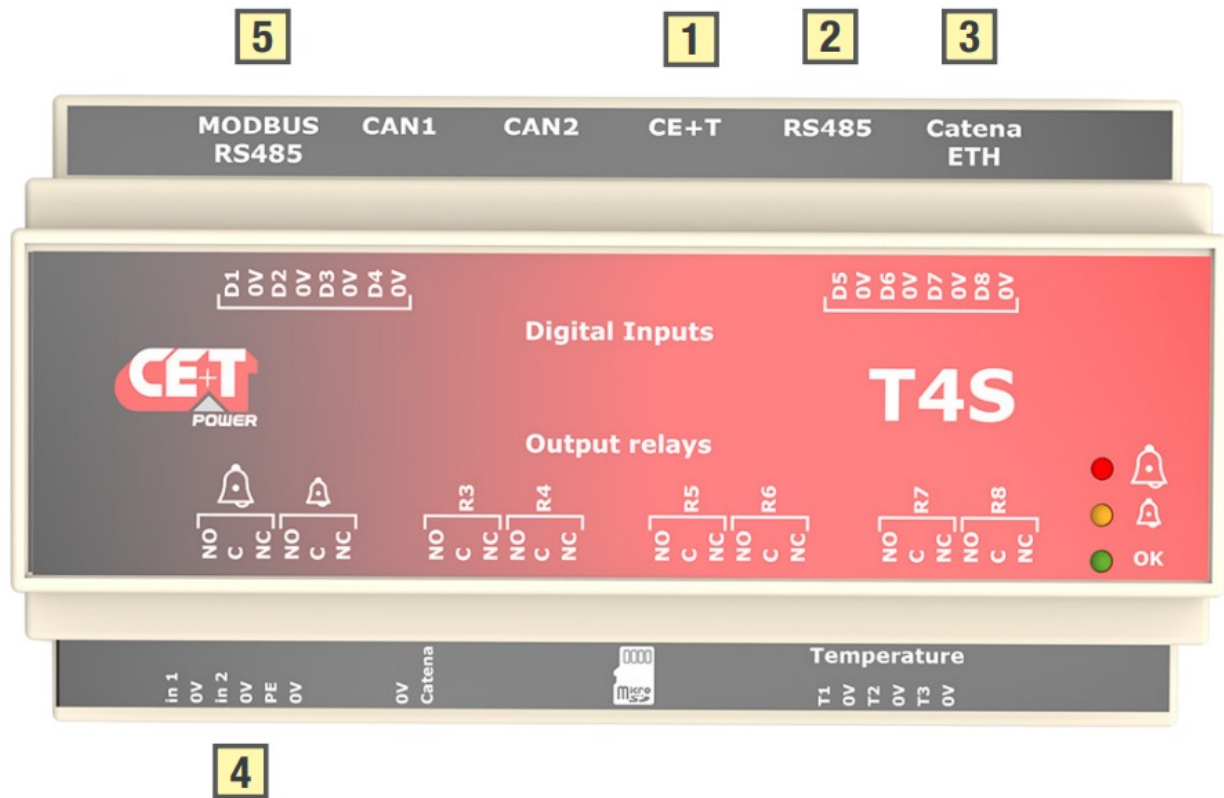 5 1 2 3
MODBUS RS485 CAN1 CAN2 CE+T RS485 Catena ETH
D1 0V D2 0V D3 0V D4 0V
D5 0V D6 0V D7 0V D8 0V
Digital Inputs
CE+T
POWER
T4S
Output relays
R3 R4 R5 R6 R7 R8
NO C NC NO C NC NO C NC NO C NC NO C NC NO C NC NO C NC NO C NC
OK
Temperature
in 1 0V in 2 0V PE 0V
0V Catena
micro SD
T1 0V T2 0V T3 0V
4